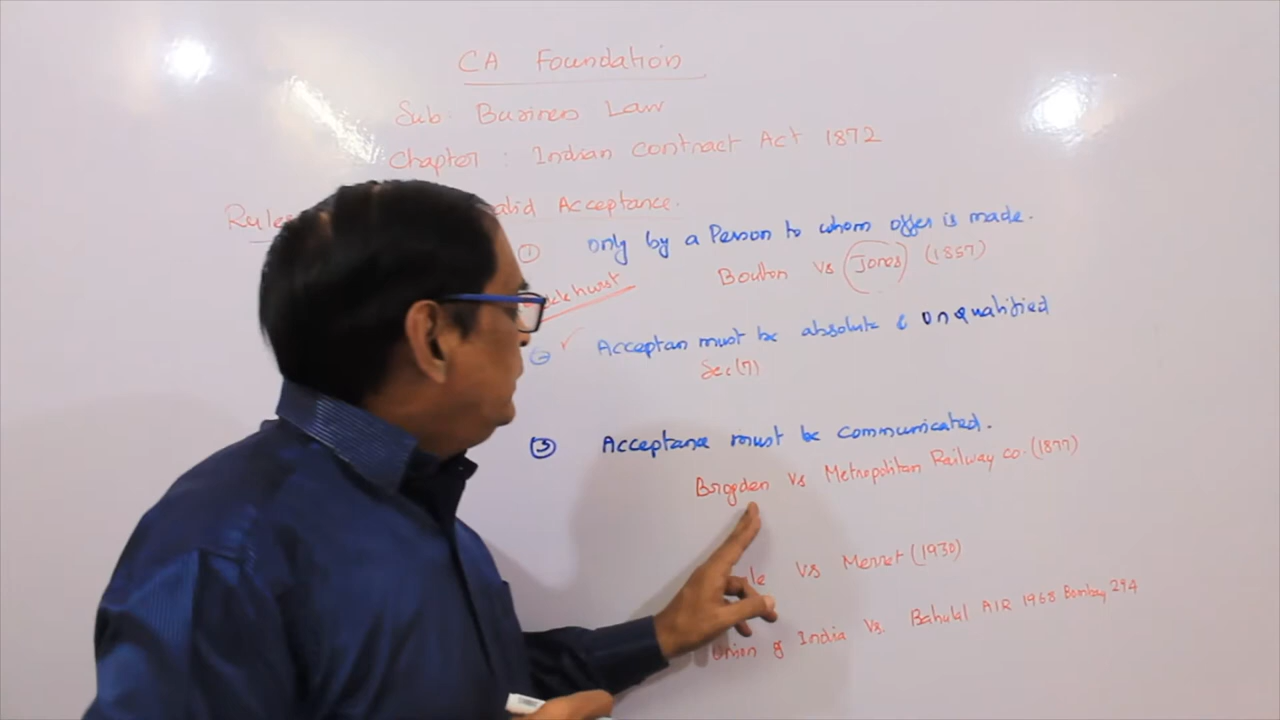 CA Foundation
Sub: Business Law
Chapter : Indian Contract Act 1872
Rules Acceptance.
① only by a Person to whom offer is made.
Boulton Vs Jones (1857)
② Acceptan must be absolute & unqualified
Sec(7)
③ Acceptance must be communicated.
Brogden Vs Metropolitan Railway co. (1877)
Vs Merret (1930)
Union of India Vs. Bahulal AIR 1968 Bombay 294